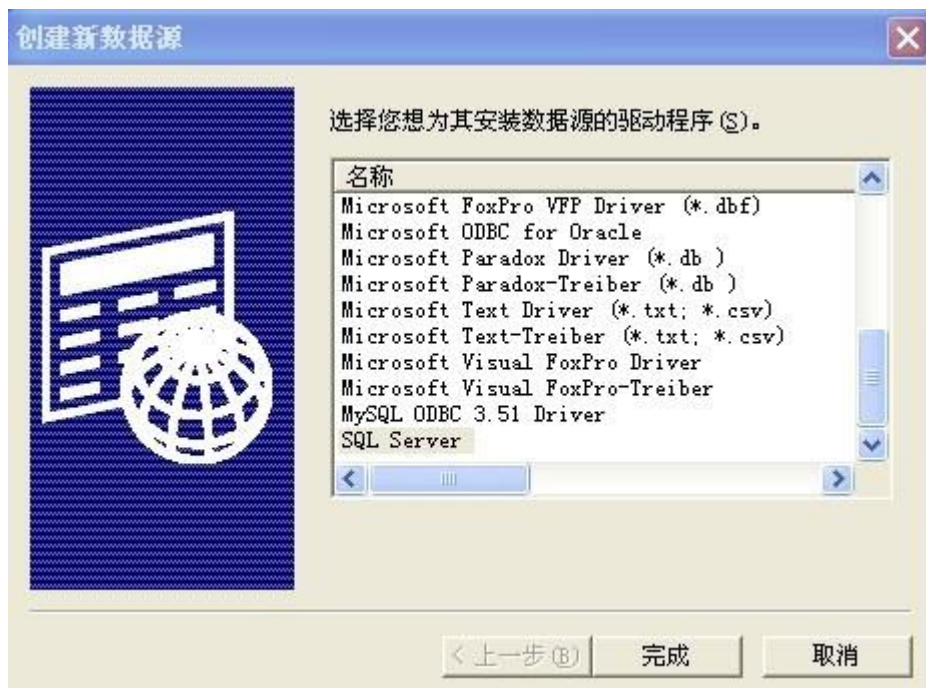 创建新数据源
选择您想为其安装数据源的驱动程序(S)。
名称
Microsoft FoxPro VFP Driver (*.dbf)
Microsoft ODBC for Oracle
Microsoft Paradox Driver (*.db )
Microsoft Paradox-Treiber (*.db )
Microsoft Text Driver (*.txt; *.csv)
Microsoft Text-Treiber (*.txt; *.csv)
Microsoft Visual FoxPro Driver
Microsoft Visual FoxPro-Treiber
MySQL ODBC 3.51 Driver
SQL Server
< 上一步(B) 完成 取消